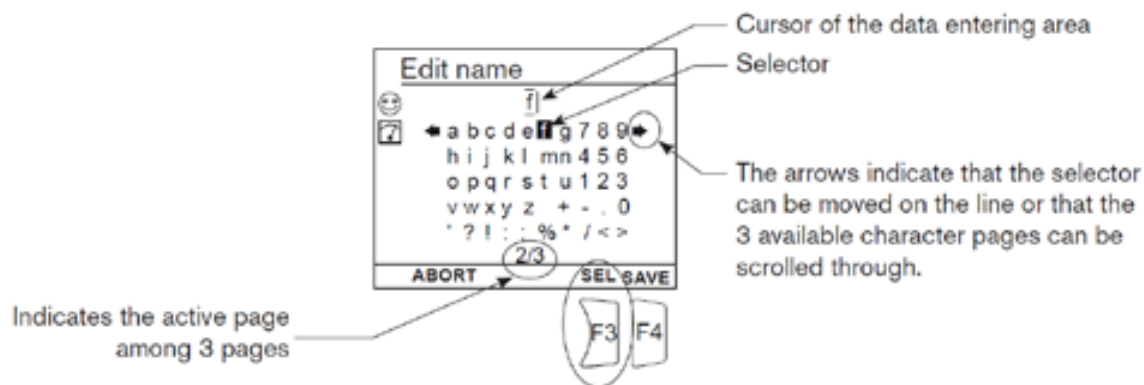 Cursor of the data entering area
Edit name
Selector
f
a b c d e f g 7 8 9
h i j k l m n 4 5 6
o p q r s t u 1 2 3
v w x y z + - . 0
' ? ! : ; % * / < >
The arrows indicate that the selector
can be moved on the line or that the
3 available character pages can be
scrolled through.
2/3
ABORT SEL SAVE
Indicates the active page
among 3 pages
F3 F4